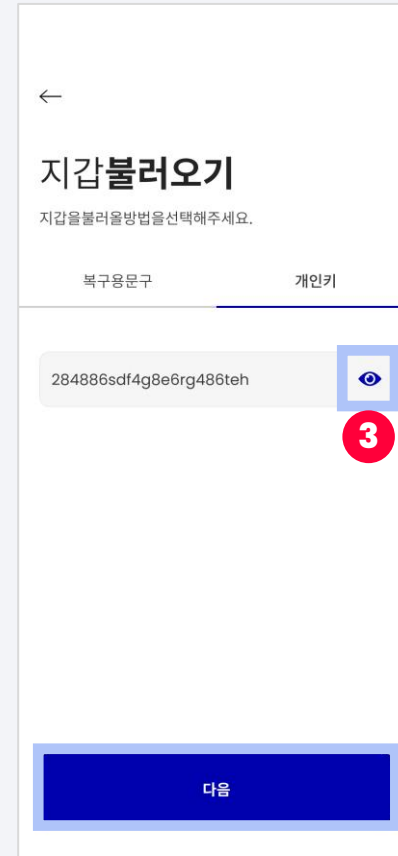 지갑불러오기
지갑을불러올방법을선택해주세요.
복구용문구 개인키
284886sdf4g8e6rg486teh
3
다음